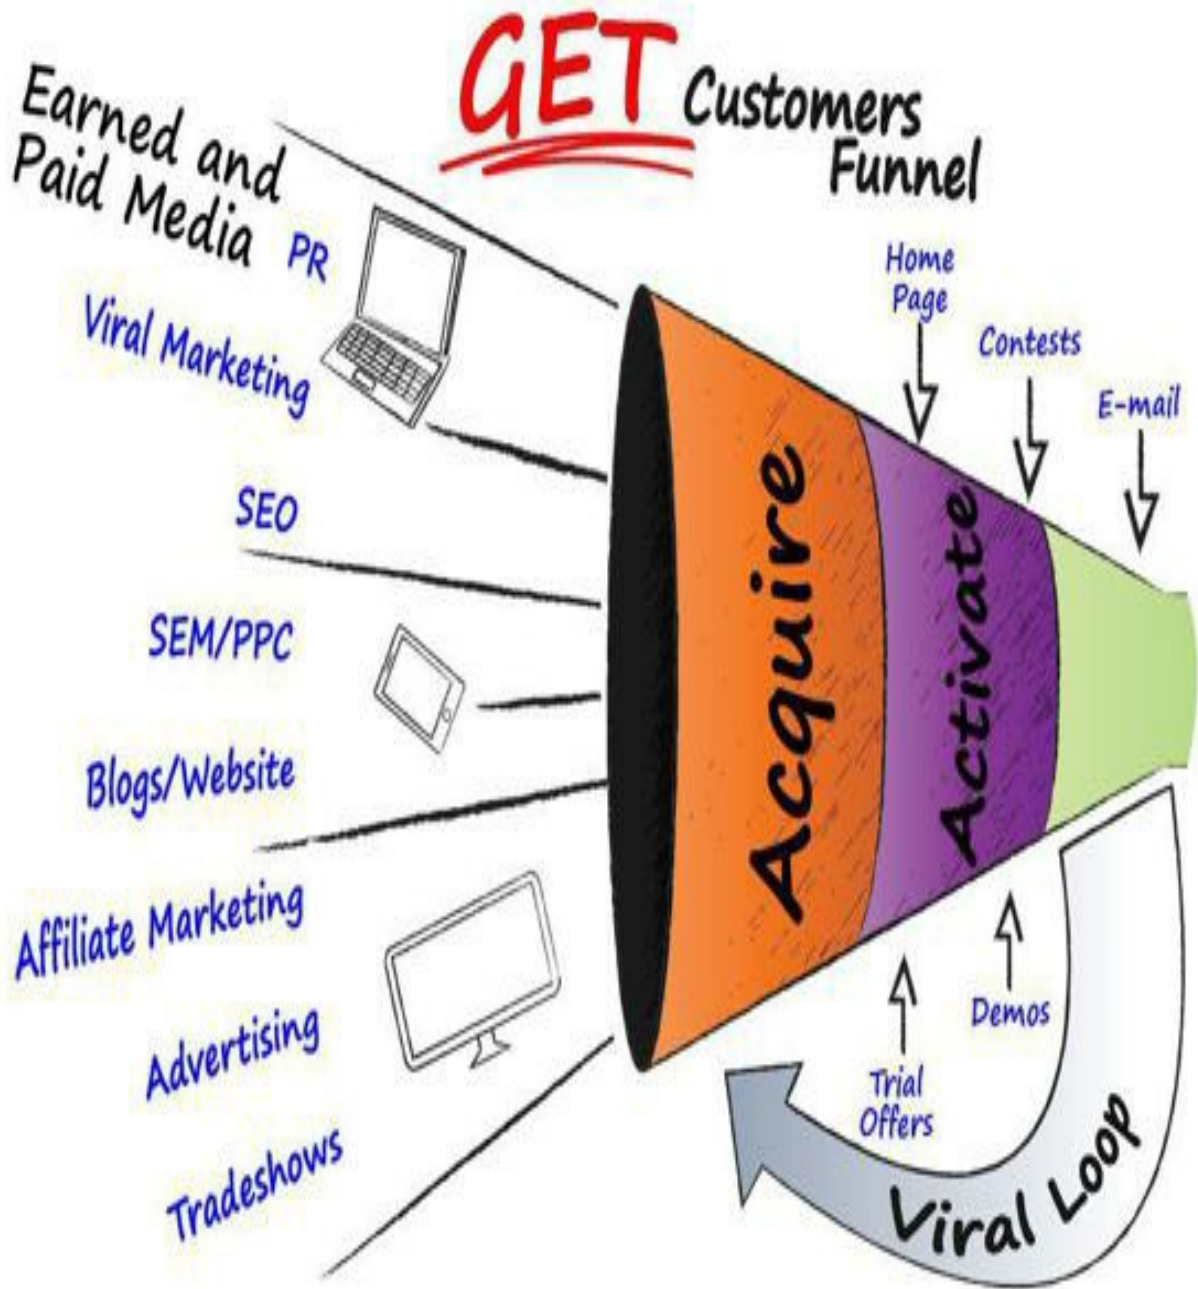 GET Customers
Funnel
Earned and
Paid Media
PR
Viral Marketing
SEO
SEM/PPC
Blogs/Website
Affiliate Marketing
Advertising
Tradeshows
Acquire
Activate
Home
Page
Contests
E-mail
Trial
Offers
Demos
Viral Loop